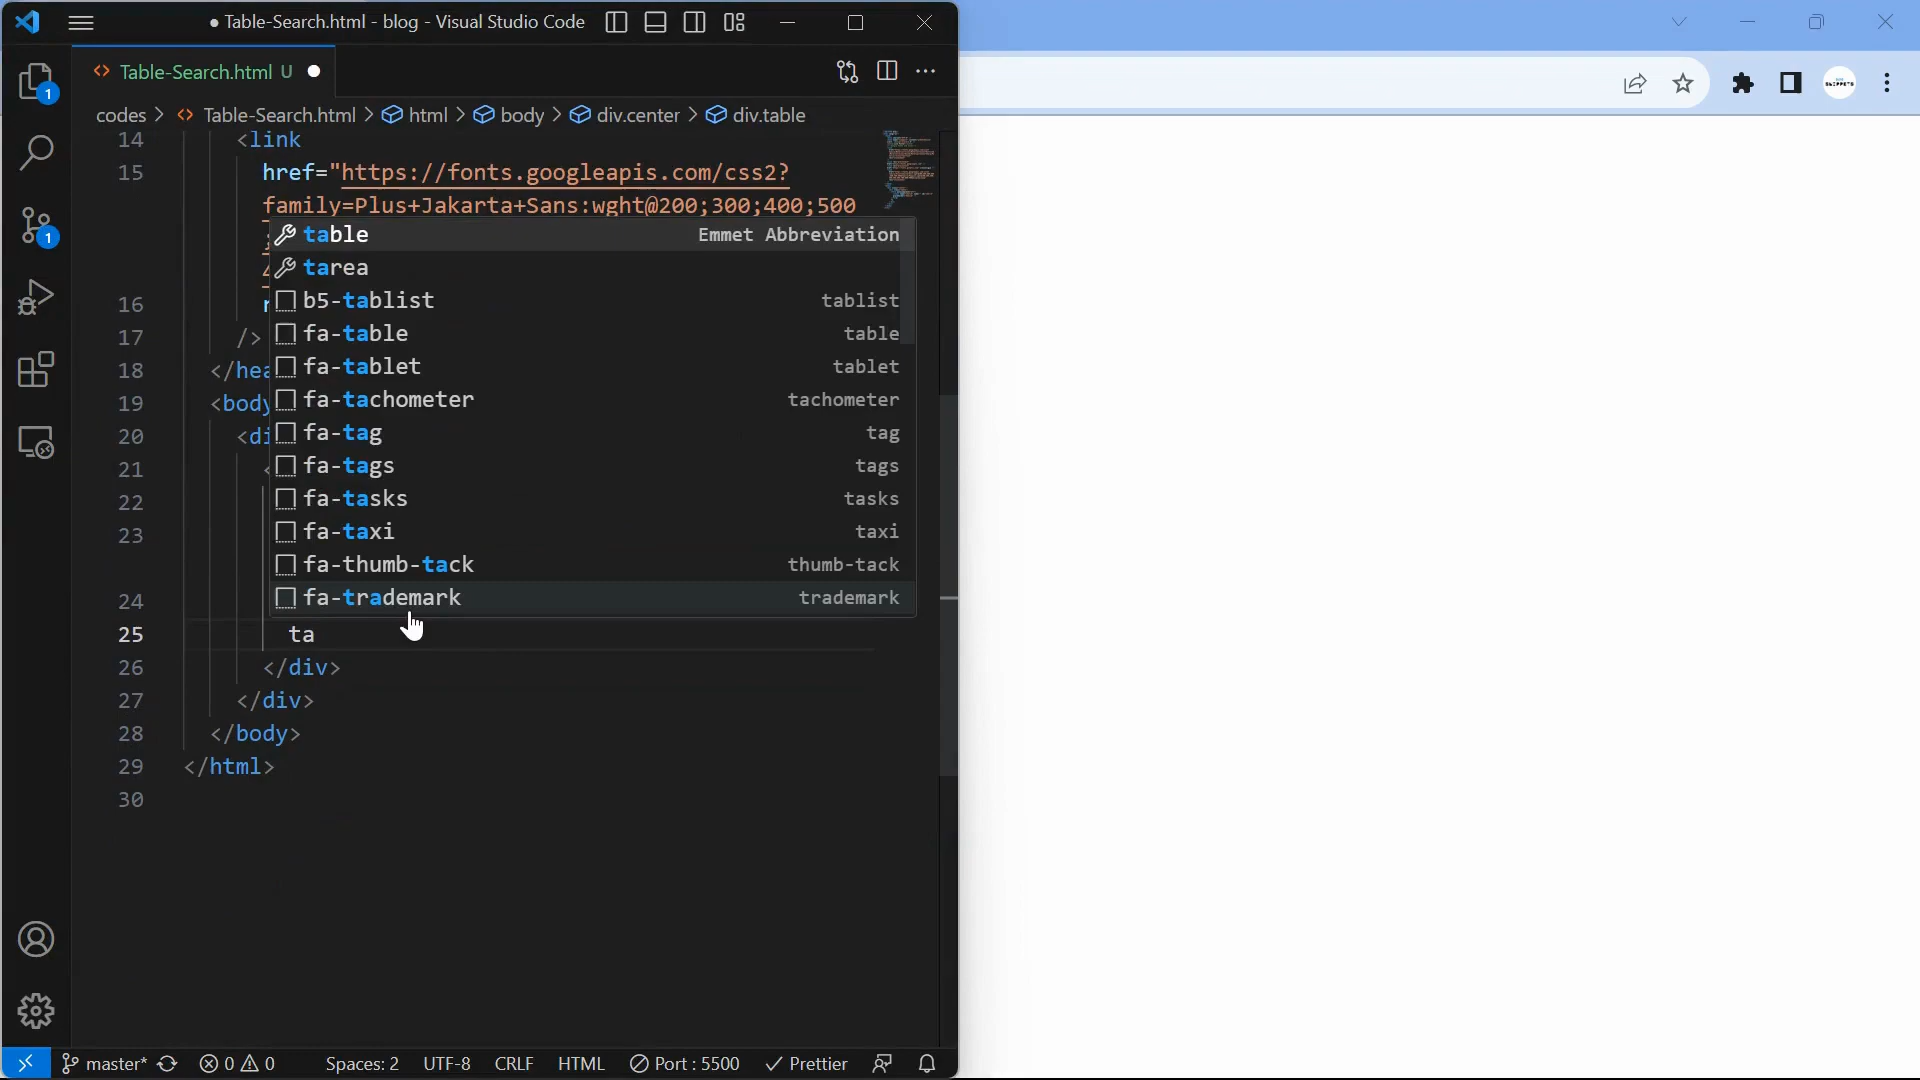 ● Table-Search.html - blog - Visual Studio Code
Table-Search.html U
codes > Table-Search.html > html > body > div.center > div.table
14 <link
15 href="https://fonts.googleapis.com/css2?
family=Plus+Jakarta+Sans:wght@200;300;400;500
table Emmet Abbreviation
tarea
b5-tablist tablist
16 fa-table table
17 /> fa-tablet tablet
18 </hea fa-tachometer tachometer
19 <body fa-tag tag
20 <di fa-tags tags
21 < fa-tasks tasks
22 fa-taxi taxi
23 fa-thumb-tack thumb-tack
24 fa-trademark trademark
25 ta
26 </div>
27 </div>
28 </body>
29 </html>
30
1
1
master* 0 0 Spaces: 2 UTF-8 CRLF HTML Port : 5500 Prettier